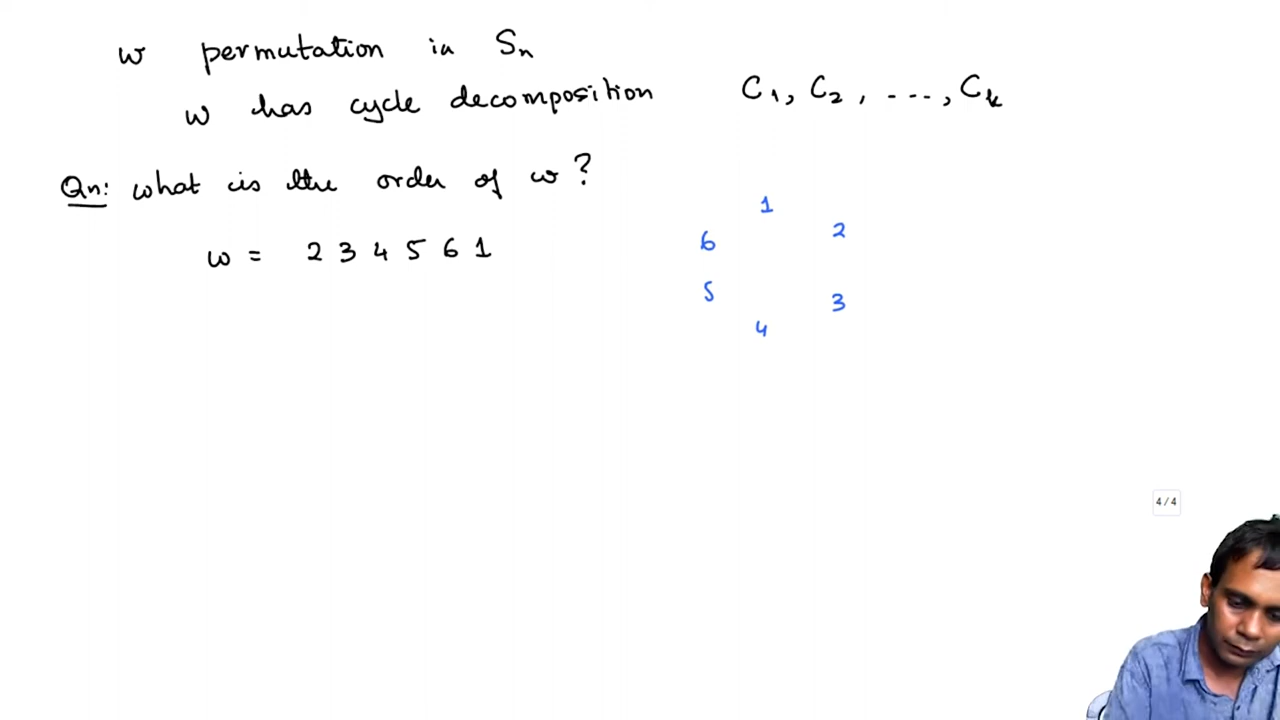 w permutation in Sn
w has cycle decomposition C1, C2, ...., Ck
Qn: what is the order of w?
w = 2 3 4 5 6 1
1
6 2
5 3
4
4/4